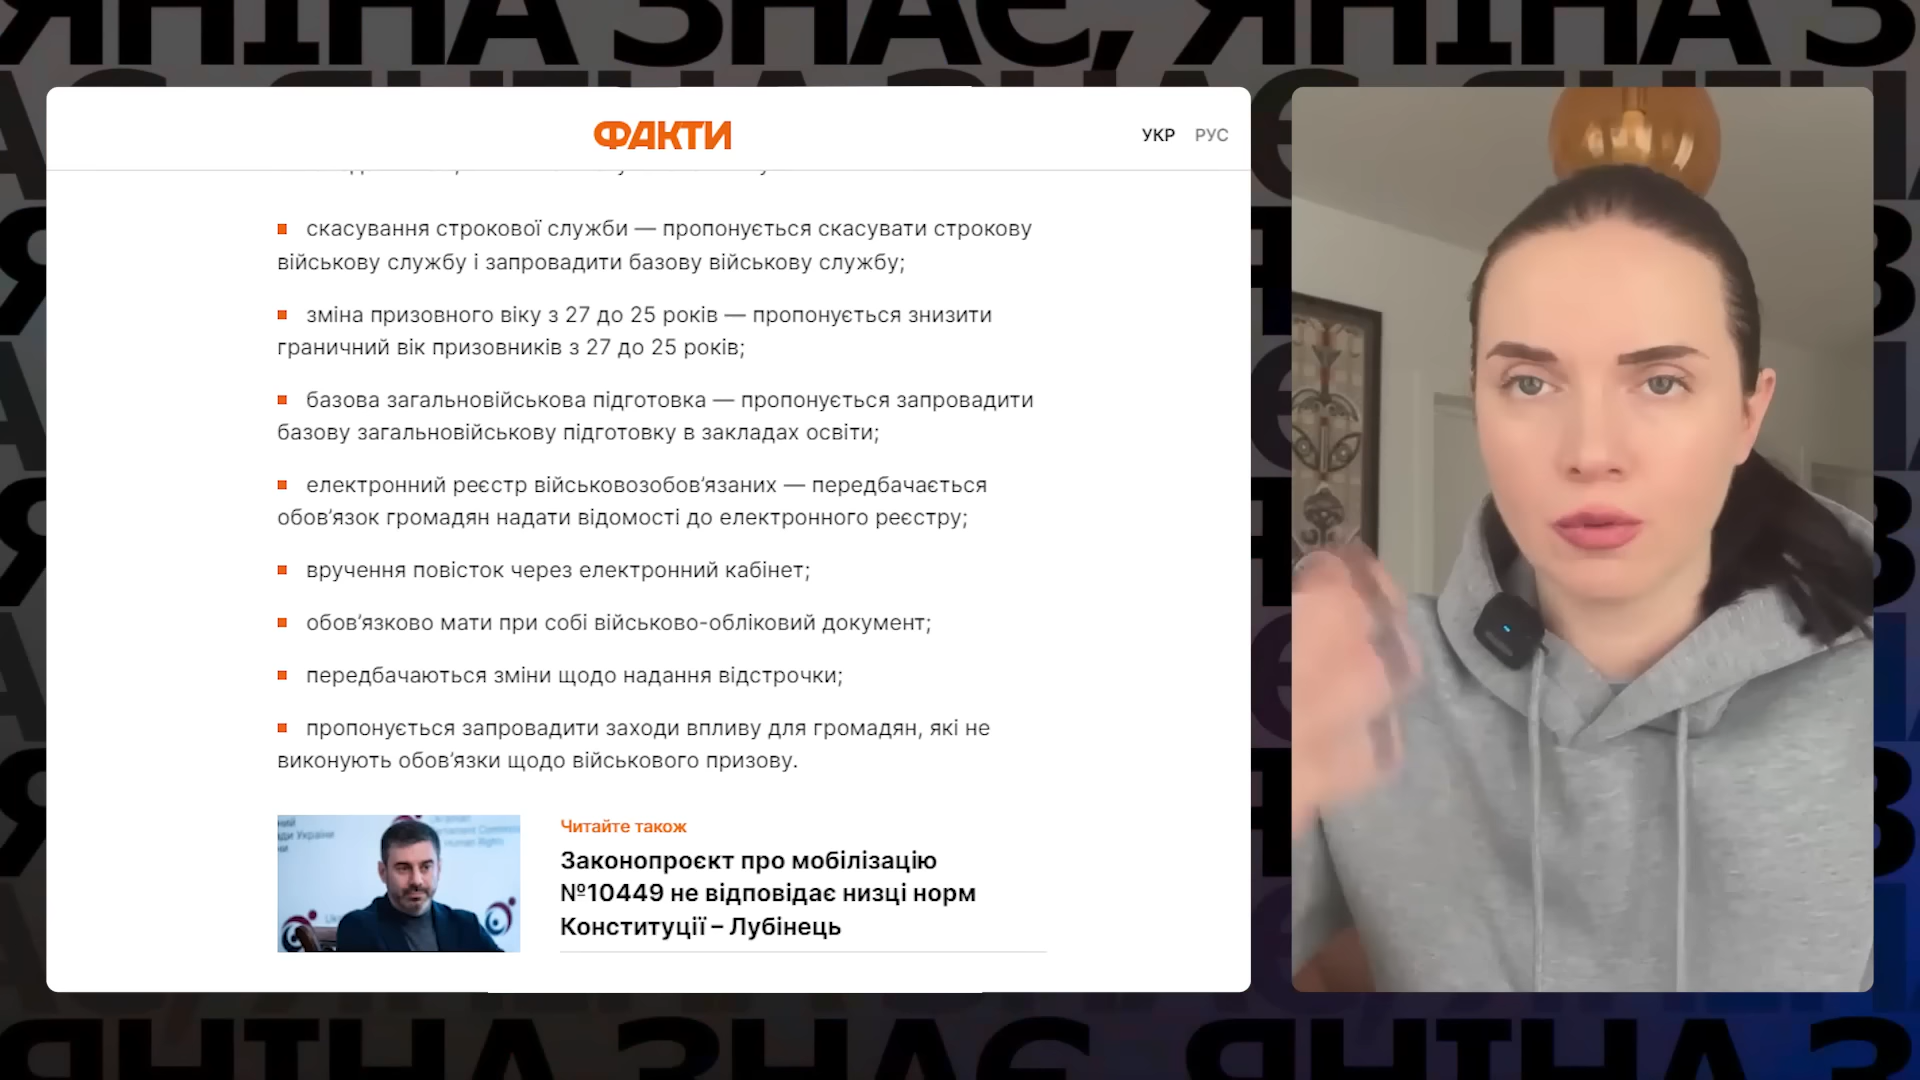 ЯНІНА ЗНАЄ, ЯНІНА З
ФАКТИ
УКР РУС
скасування строкової служби — пропонується скасувати строкову
військову службу і запровадити базову військову службу;
зміна призовного віку з 27 до 25 років — пропонується знизити
граничний вік призовників з 27 до 25 років;
базова загальновійськова підготовка — пропонується запровадити
базову загальновійськову підготовку в закладах освіти;
електронний реєстр військовозобов’язаних — передбачається
обов’язок громадян надати відомості до електронного реєстру;
вручення повісток через електронний кабінет;
обов’язково мати при собі військово-обліковий документ;
передбачаються зміни щодо надання відстрочки;
пропонується запровадити заходи впливу для громадян, які не
виконують обов’язки щодо військового призову.
ади України
Читайте також
Законопроєкт про мобілізацію
№10449 не відповідає низці норм
Конституції – Лубінець
ЯНІНА ЗНАЄ, ЯНІНА З